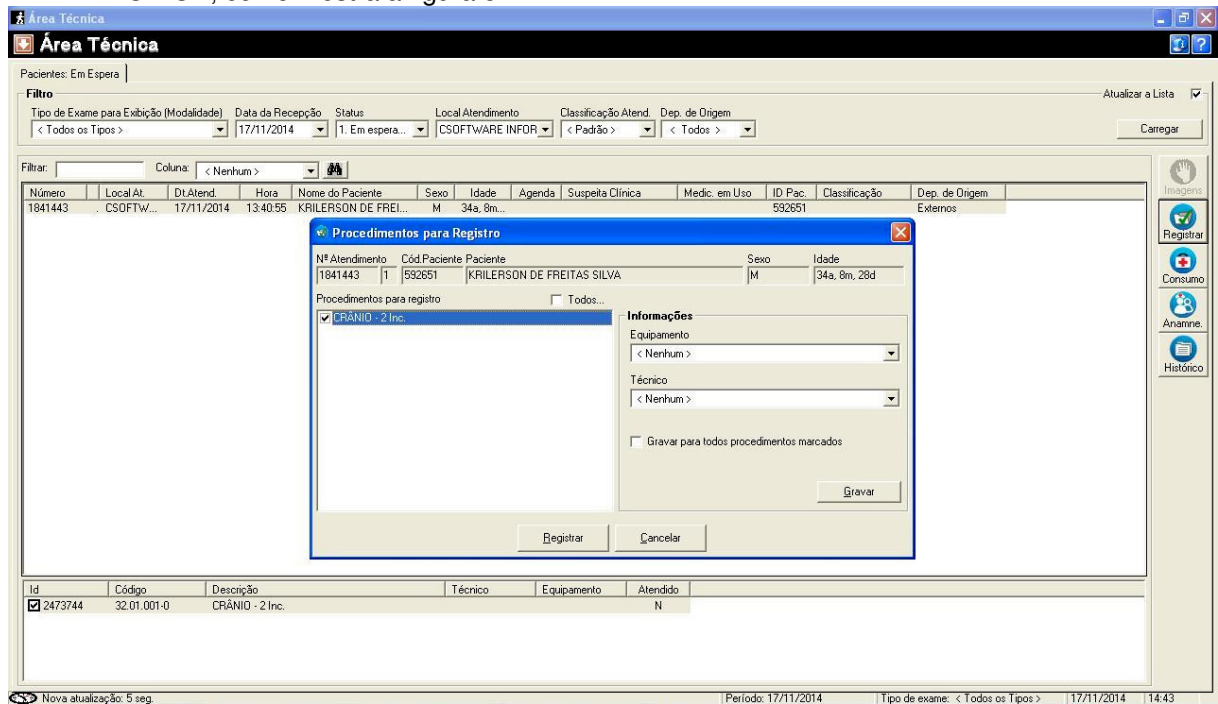 Área Técnica
Área Técnica
Pacientes: Em Espera
Filtro
Atualizar a Lista
Tipo de Exame para Exibição (Modalidade) Data da Recepção Status Local Atendimento Classificação Atend. Dep. de Origem
< Todos os Tipos > 17/11/2014 1. Em espera... CSOFTWARE INFOR < Padrão > < Todos > Carregar
Filtrar: Coluna: < Nenhum >
Número Local At. Dt.Atend. Hora Nome do Paciente Sexo Idade Agenda Suspeita Clínica Medic. em Uso ID Pac. Classificação Dep. de Origem
1841443 . CSOFTW... 17/11/2014 13:40:55 KRILERSON DE FREI... M 34a, 8m... 592651 Externos
Imagens
Registrar
Consumo
Anamne.
Histórico
Procedimentos para Registro
Nº Atendimento Cód.Paciente Paciente Sexo Idade
1841443 1 592651 KRILERSON DE FREITAS SILVA M 34a, 8m, 28d
Procedimentos para registro Todos...
CRÂNIO - 2 Inc.
Informações
Equipamento
< Nenhum >
Técnico
< Nenhum >
Gravar para todos procedimentos marcados
Gravar
Registrar Cancelar
Id Código Descrição Técnico Equipamento Atendido
2473744 32.01.001-0 CRÂNIO - 2 Inc. N
Nova atualização: 5 seg. Período: 17/11/2014 Tipo de exame: < Todos os Tipos > 17/11/2014 14:43